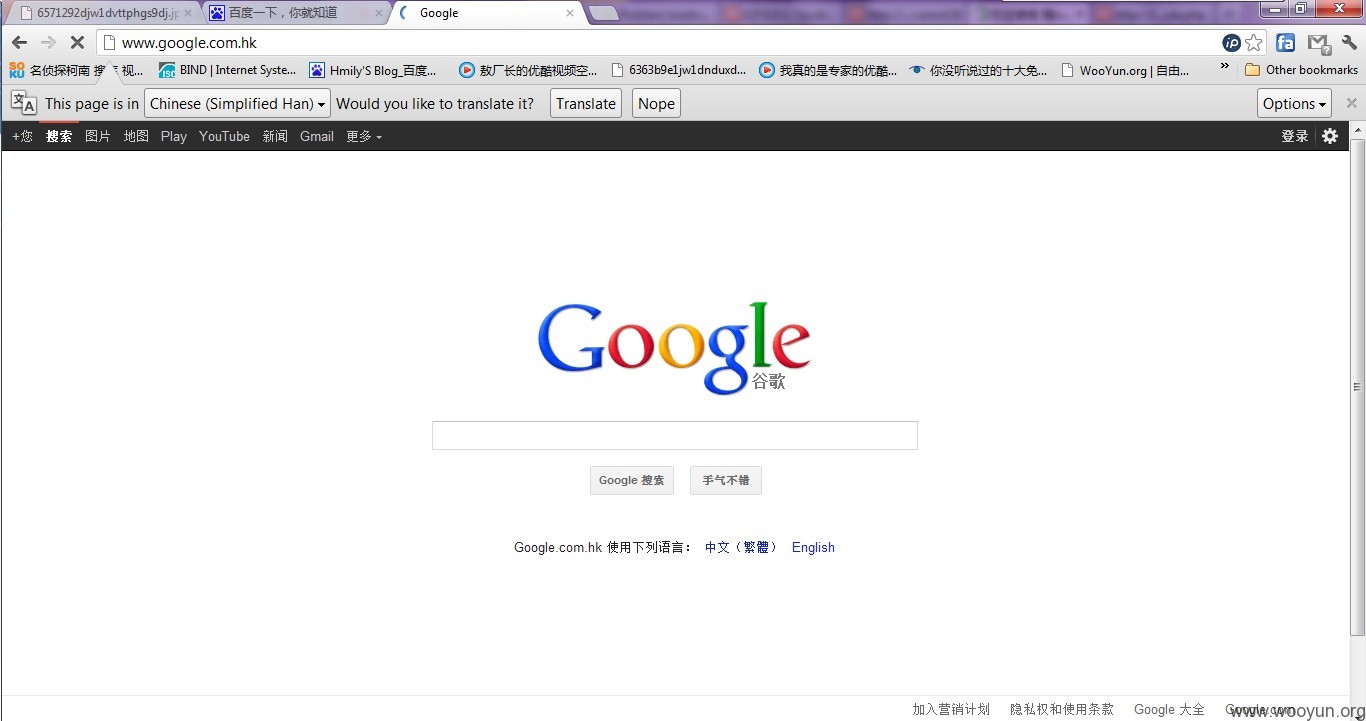 6571292djw1dvttphgs9dj.jp
百度一下，你就知道
Google
www.google.com.hk
名侦探柯南 搜库 视... BIND | Internet Syste... Hmily'S Blog_百度... 敖厂长的优酷视频空... 6363b9e1jw1dnduxd... 我真的是专家的优酷... 你没听说过的十大免... WooYun.org | 自由... » Other bookmarks
This page is in Chinese (Simplified Han) Would you like to translate it? Translate Nope Options
+您 搜索 图片 地图 Play YouTube 新闻 Gmail 更多 登录
Google
谷歌
Google 搜索 手气不错
Google.com.hk 使用下列语言： 中文（繁體） English
加入营销计划 隐私权和使用条款 Google 大全 Google.com
www.wooyun.org